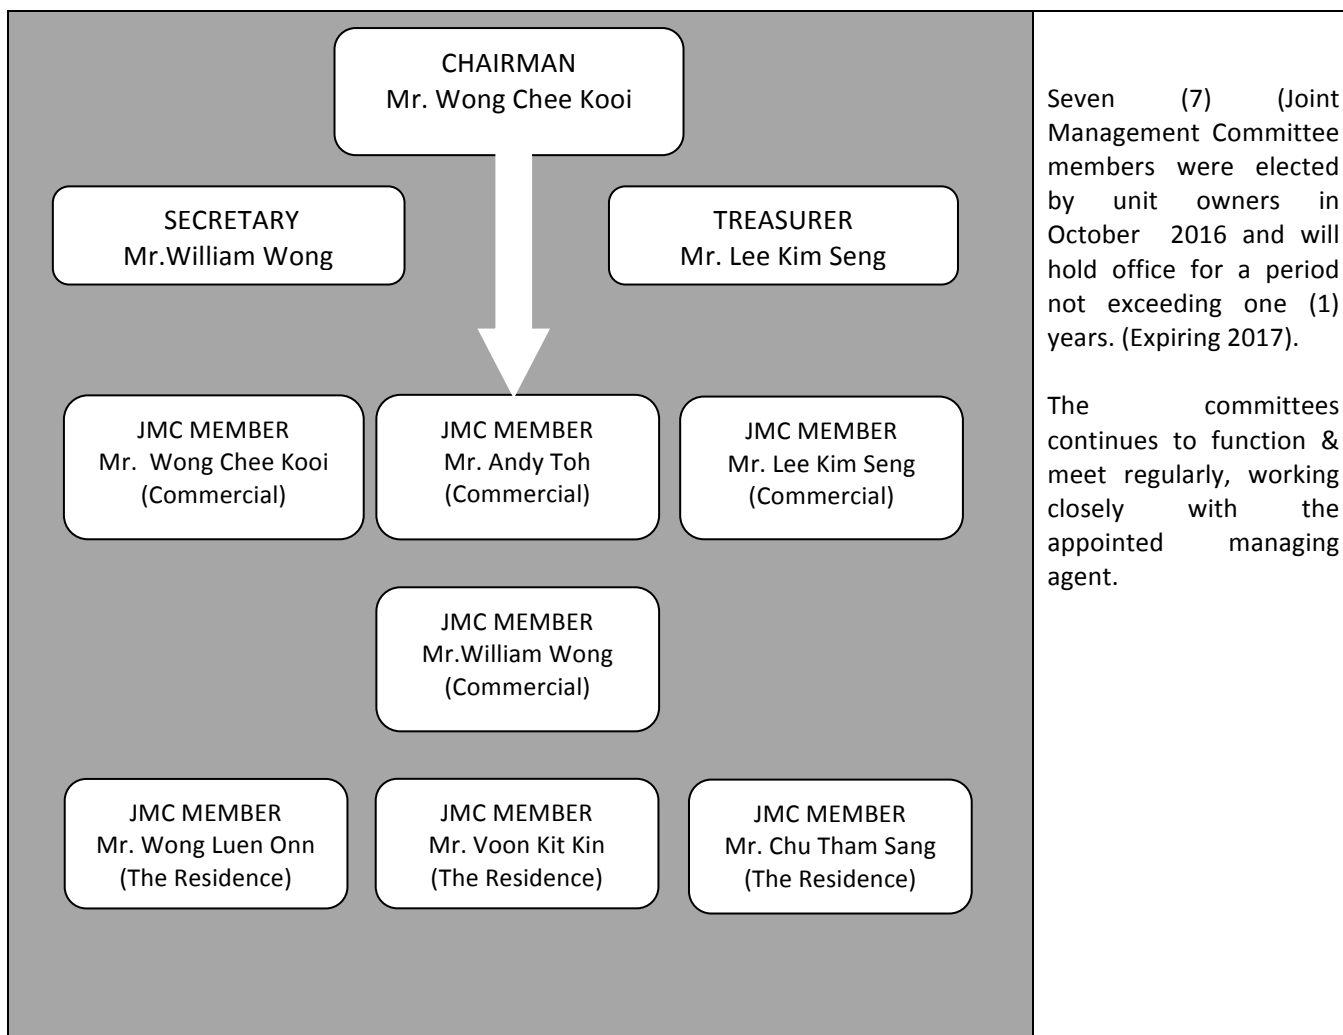 CHAIRMAN
Mr. Wong Chee Kooi
SECRETARY
Mr.William Wong
TREASURER
Mr. Lee Kim Seng
JMC MEMBER
Mr. Wong Chee Kooi
(Commercial)
JMC MEMBER
Mr. Andy Toh
(Commercial)
JMC MEMBER
Mr. Lee Kim Seng
(Commercial)
JMC MEMBER
Mr.William Wong
(Commercial)
JMC MEMBER
Mr. Wong Luen Onn
(The Residence)
JMC MEMBER
Mr. Voon Kit Kin
(The Residence)
JMC MEMBER
Mr. Chu Tham Sang
(The Residence)
Seven (7) (Joint
Management Committee
members were elected
by unit owners in
October 2016 and will
hold office for a period
not exceeding one (1)
years. (Expiring 2017).
The committees
continues to function &
meet regularly, working
closely with the
appointed managing
agent.